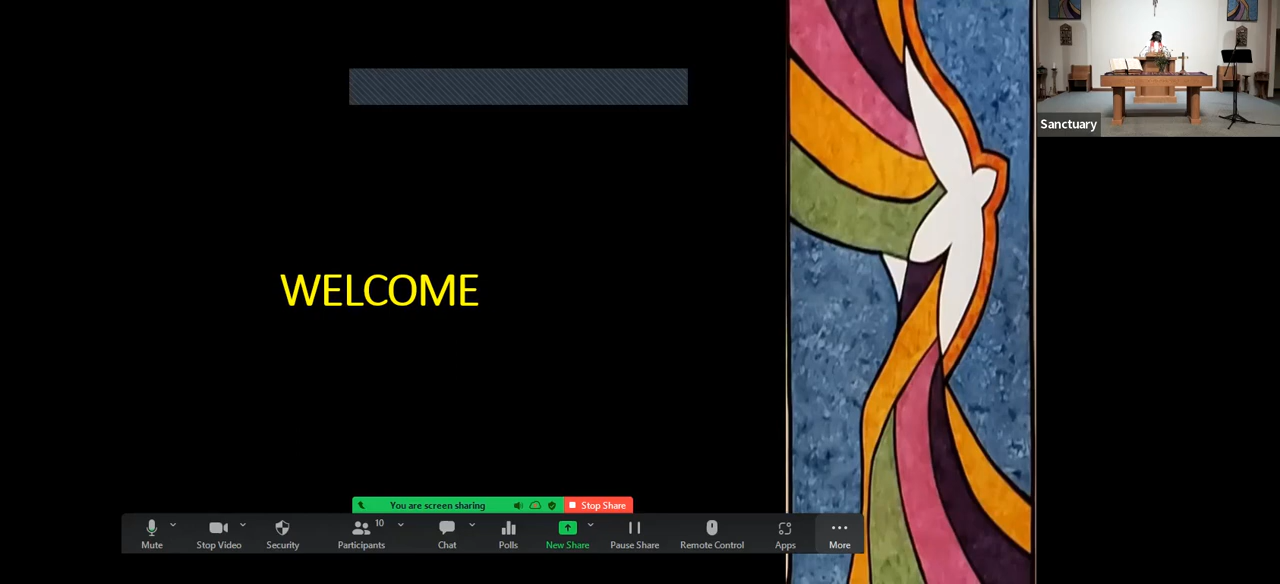 Sanctuary
WELCOME
You are screen sharing
Stop Share
Mute
Stop Video
Security
10
Participants
Chat
Polls
New Share
Pause Share
Remote Control
Apps
More